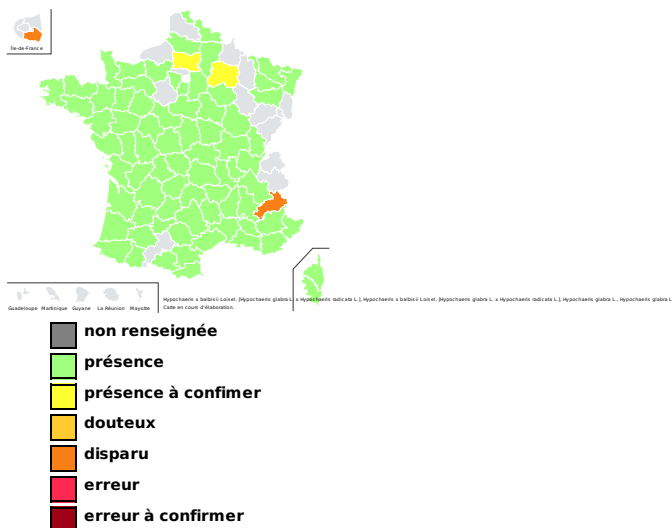 Île-de-France
Guadeloupe Martinique Guyane La Réunion Mayotte
Hypochaeris x balbisii Loisel. [Hypochaeris glabra L. x Hypochaeris radicata L.], Hypochaeris x balbisii Loisel. [Hypochaeris glabra L. x Hypochaeris radicata L.], Hypochaeris glabra L., Hypochaeris glabra L
Carte en cours d'élaboration.
non renseignée
présence
présence à confimer
douteux
disparu
erreur
erreur à confirmer